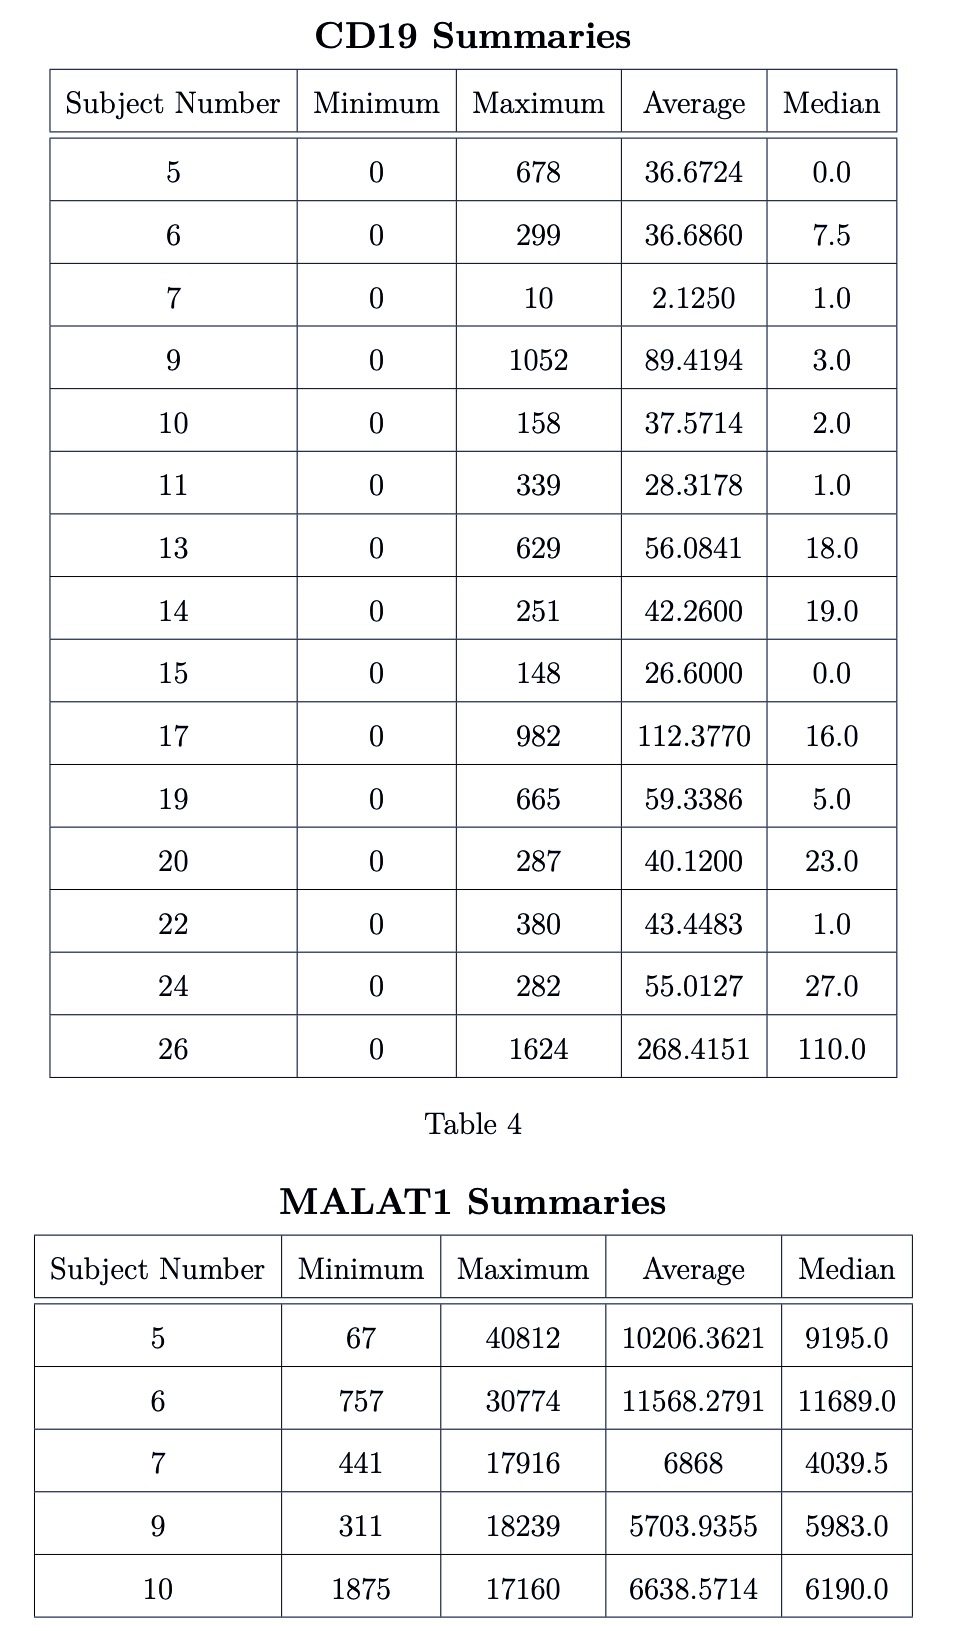 CD19 Summaries
Subject Number Minimum Maximum Average Median
5 0 678 36.6724 0.0
6 0 299 36.6860 7.5
7 0 10 2.1250 1.0
9 0 1052 89.4194 3.0
10 0 158 37.5714 2.0
11 0 339 28.3178 1.0
13 0 629 56.0841 18.0
14 0 251 42.2600 19.0
15 0 148 26.6000 0.0
17 0 982 112.3770 16.0
19 0 665 59.3386 5.0
20 0 287 40.1200 23.0
22 0 380 43.4483 1.0
24 0 282 55.0127 27.0
26 0 1624 268.4151 110.0
Table 4
MALAT1 Summaries
Subject Number Minimum Maximum Average Median
5 67 40812 10206.3621 9195.0
6 757 30774 11568.2791 11689.0
7 441 17916 6868 4039.5
9 311 18239 5703.9355 5983.0
10 1875 17160 6638.5714 6190.0